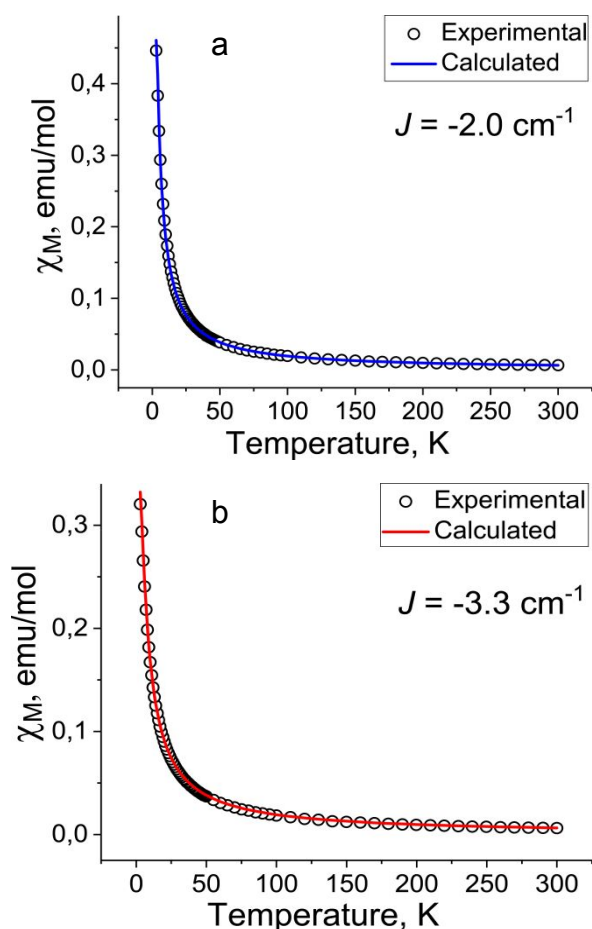 a
Experimental
Calculated
J = -2.0 cm⁻¹
χM, emu/mol
0,4
0,3
0,2
0,1
0,0
0 50 100 150 200 250 300
Temperature, K
b
Experimental
Calculated
J = -3.3 cm⁻¹
χM, emu/mol
0,3
0,2
0,1
0,0
0 50 100 150 200 250 300
Temperature, K